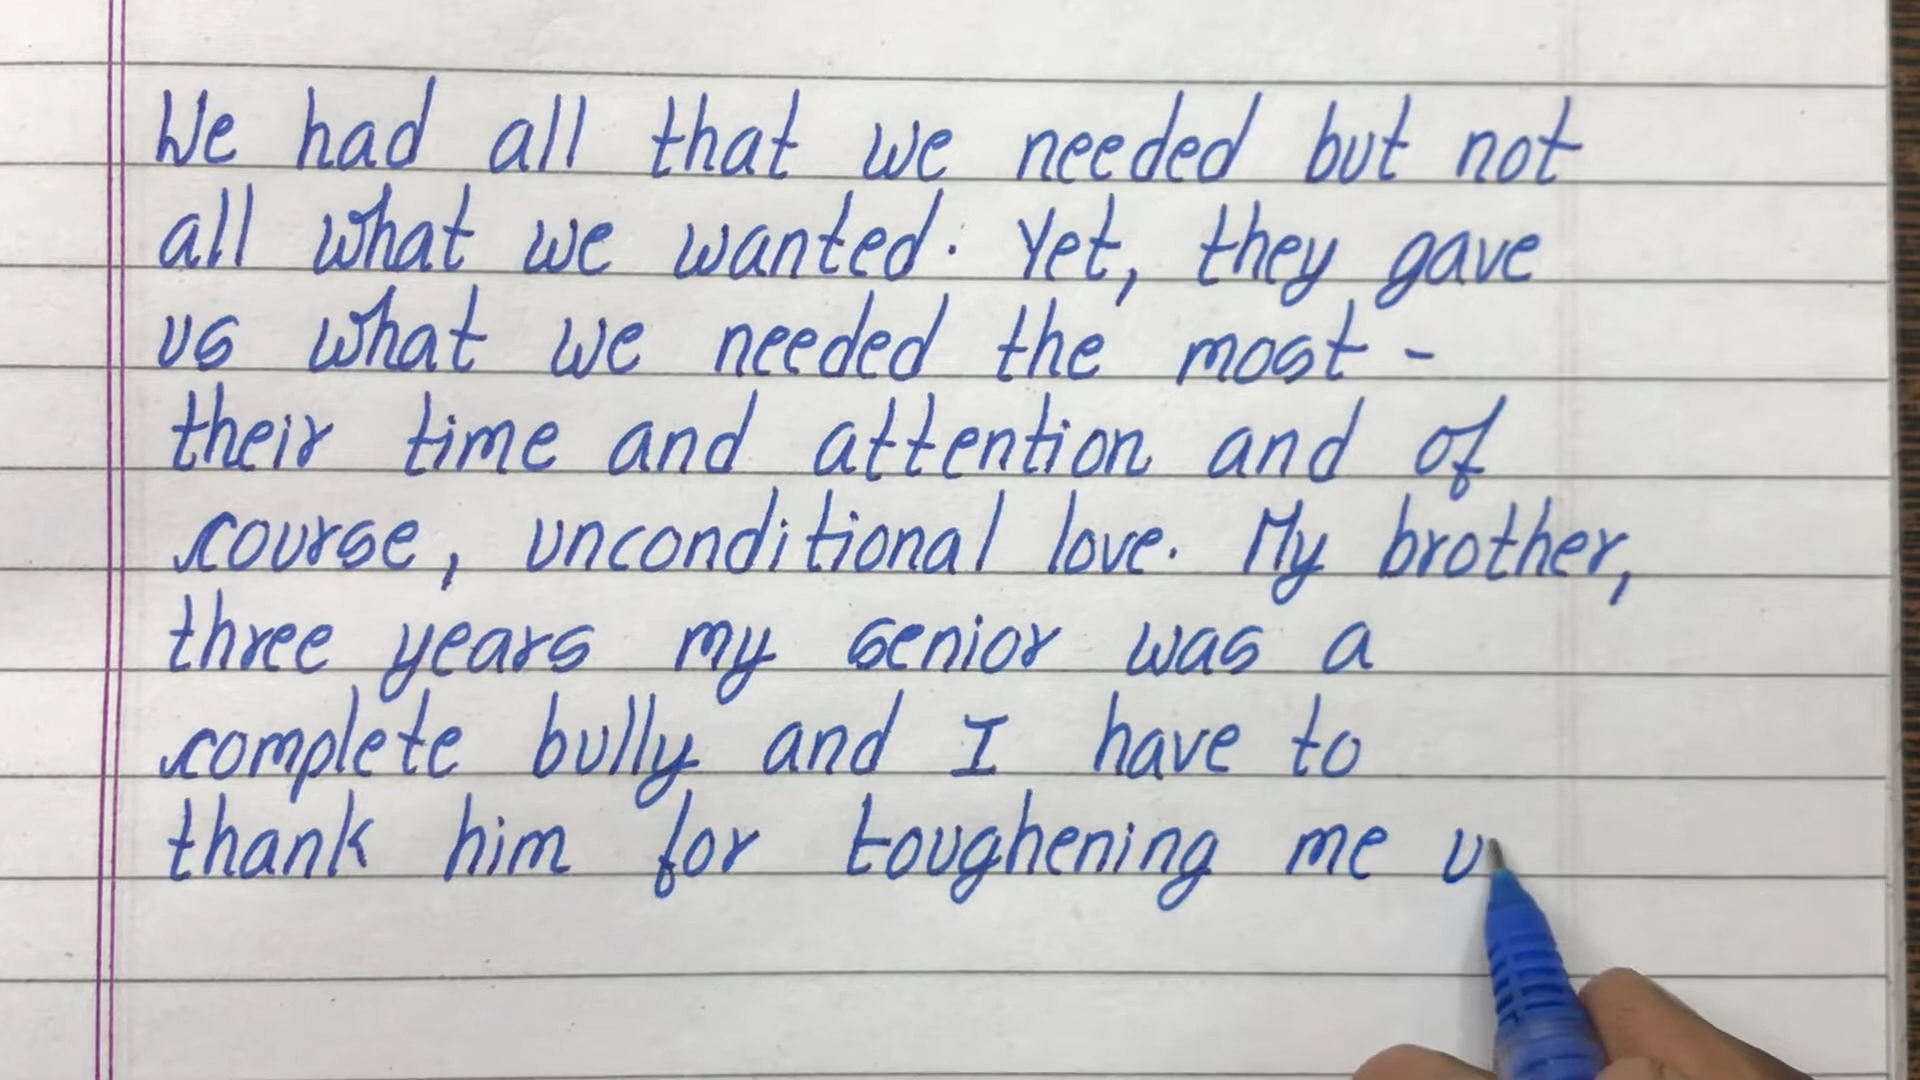 We had all that we needed but not
all what we wanted. Yet, they gave
us what we needed the most -
their time and attention and of
course, unconditional love. My brother,
three years my senior was a
complete bully and I have to
thank him for toughening me u